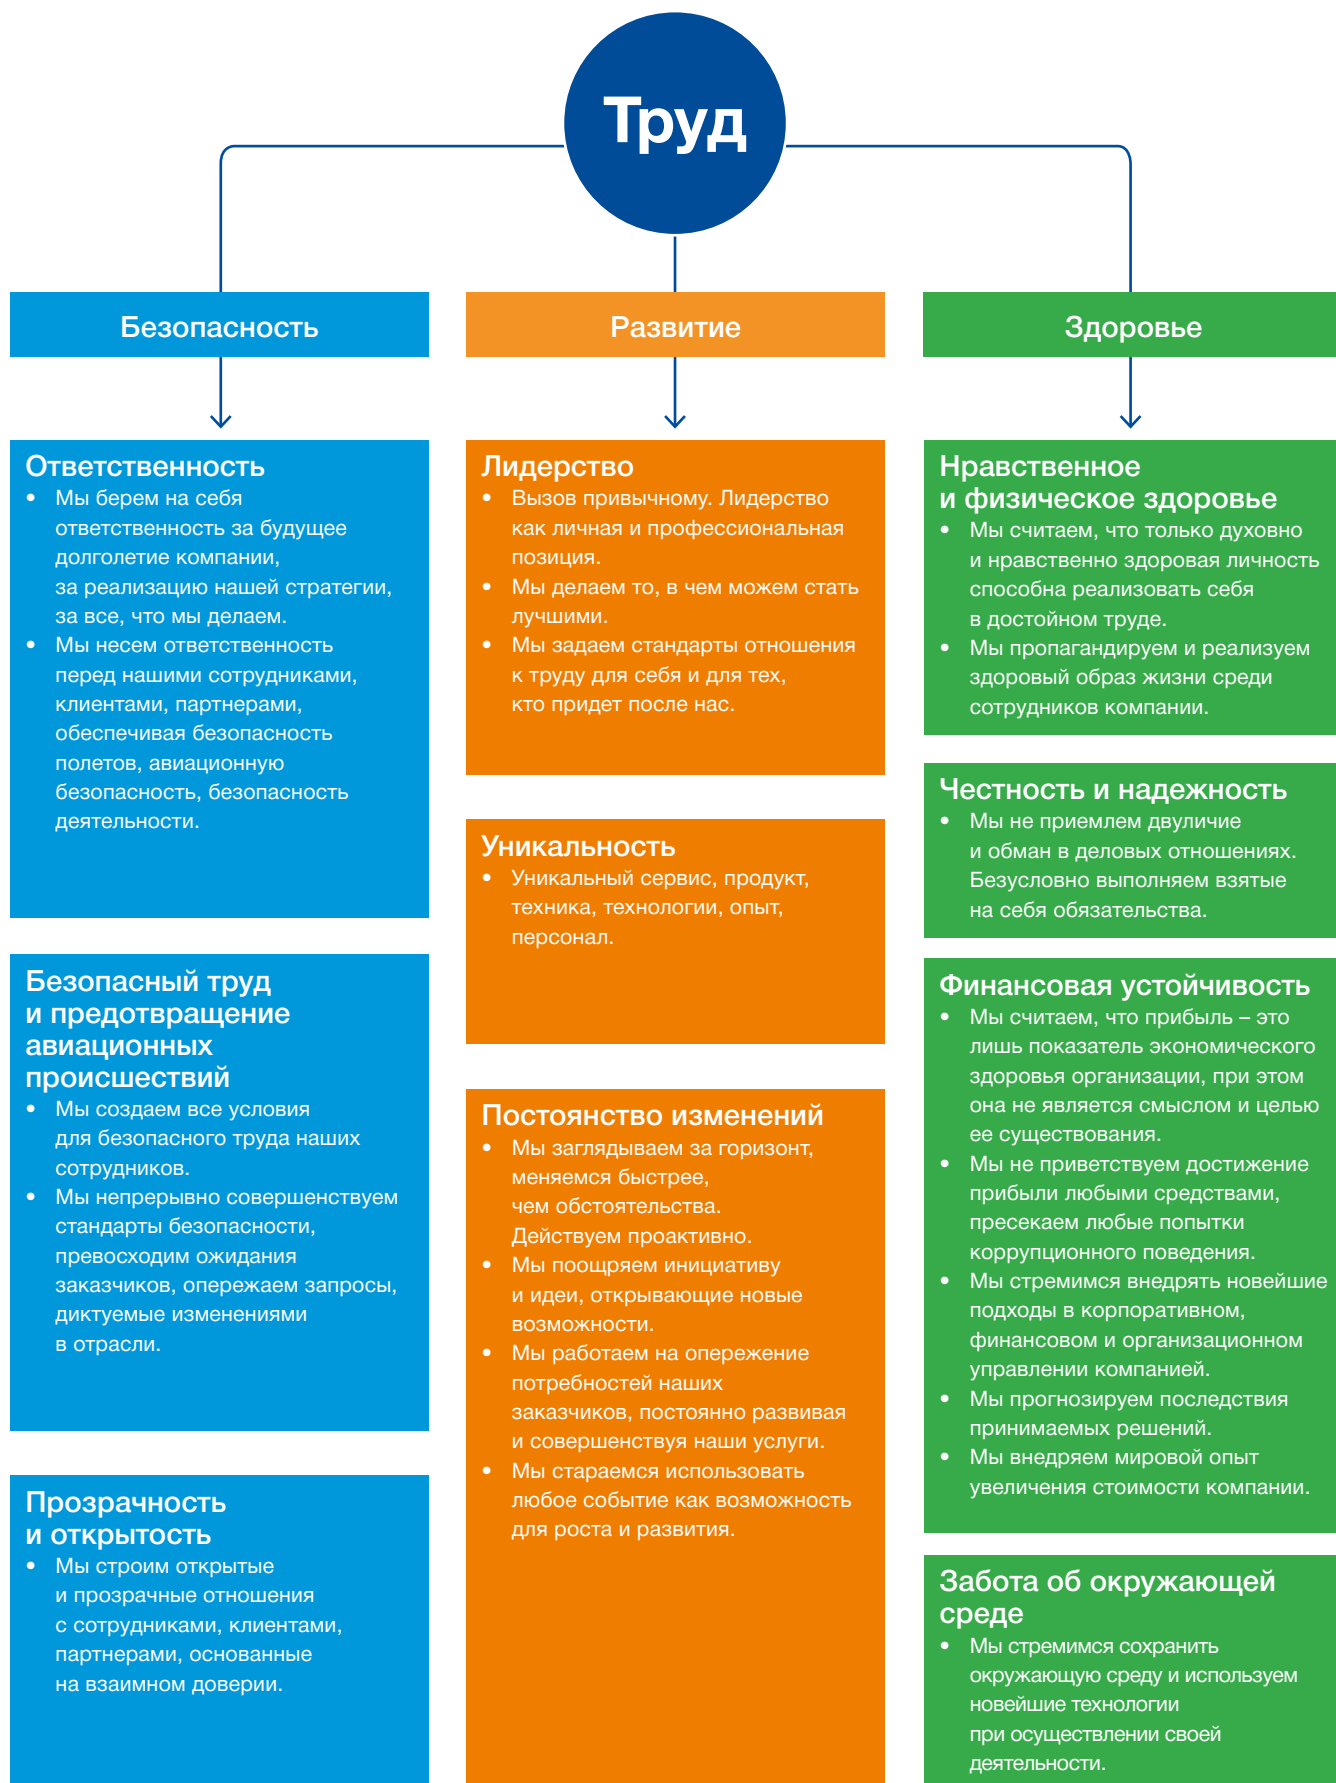 Труд
Безопасность
Ответственность
• Мы берем на себя
ответственность за будущее
долголетие компании,
за реализацию нашей стратегии,
за все, что мы делаем.
• Мы несем ответственность
перед нашими сотрудниками,
клиентами, партнерами,
обеспечивая безопасность
полетов, авиационную
безопасность, безопасность
деятельности.
Безопасный труд
и предотвращение
авиационных
происшествий
• Мы создаем все условия
для безопасного труда наших
сотрудников.
• Мы непрерывно совершенствуем
стандарты безопасности,
превосходим ожидания
заказчиков, опережаем запросы,
диктуемые изменениями
в отрасли.
Прозрачность
и открытость
• Мы строим открытые
и прозрачные отношения
с сотрудниками, клиентами,
партнерами, основанные
на взаимном доверии.
Развитие
Лидерство
• Вызов привычному. Лидерство
как личная и профессиональная
позиция.
• Мы делаем то, в чем можем стать
лучшими.
• Мы задаем стандарты отношения
к труду для себя и для тех,
кто придет после нас.
Уникальность
• Уникальный сервис, продукт,
техника, технологии, опыт,
персонал.
Постоянство изменений
• Мы заглядываем за горизонт,
меняемся быстрее,
чем обстоятельства.
Действуем проактивно.
• Мы поощряем инициативу
и идеи, открывающие новые
возможности.
• Мы работаем на опережение
потребностей наших
заказчиков, постоянно развивая
и совершенствуя наши услуги.
• Мы стараемся использовать
любое событие как возможность
для роста и развития.
Здоровье
Нравственное
и физическое здоровье
• Мы считаем, что только духовно
и нравственно здоровая личность
способна реализовать себя
в достойном труде.
• Мы пропагандируем и реализуем
здоровый образ жизни среди
сотрудников компании.
Честность и надежность
• Мы не приемлем двуличие
и обман в деловых отношениях.
Безусловно выполняем взятые
на себя обязательства.
Финансовая устойчивость
• Мы считаем, что прибыль – это
лишь показатель экономического
здоровья организации, при этом
она не является смыслом и целью
ее существования.
• Мы не приветствуем достижение
прибыли любыми средствами,
пресекаем любые попытки
коррупционного поведения.
• Мы стремимся внедрять новейшие
подходы в корпоративном,
финансовом и организационном
управлении компанией.
• Мы прогнозируем последствия
принимаемых решений.
• Мы внедряем мировой опыт
увеличения стоимости компании.
Забота об окружающей
среде
• Мы стремимся сохранить
окружающую среду и используем
новейшие технологии
при осуществлении своей
деятельности.